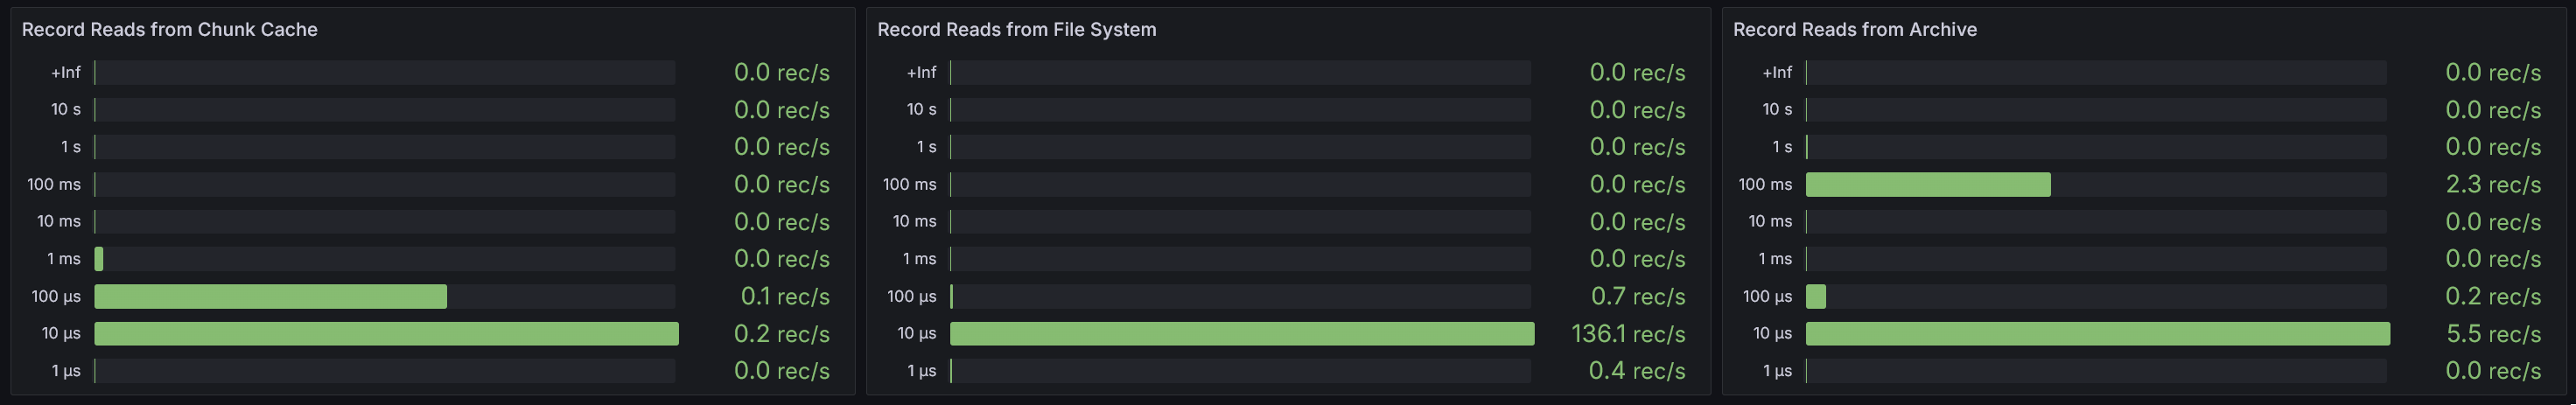 Record Reads from Chunk Cache
+Inf 0.0 rec/s
10 s 0.0 rec/s
1 s 0.0 rec/s
100 ms 0.0 rec/s
10 ms 0.0 rec/s
1 ms 0.0 rec/s
100 µs 0.1 rec/s
10 µs 0.2 rec/s
1 µs 0.0 rec/s
Record Reads from File System
+Inf 0.0 rec/s
10 s 0.0 rec/s
1 s 0.0 rec/s
100 ms 0.0 rec/s
10 ms 0.0 rec/s
1 ms 0.0 rec/s
100 µs 0.7 rec/s
10 µs 136.1 rec/s
1 µs 0.4 rec/s
Record Reads from Archive
+Inf 0.0 rec/s
10 s 0.0 rec/s
1 s 0.0 rec/s
100 ms 2.3 rec/s
10 ms 0.0 rec/s
1 ms 0.0 rec/s
100 µs 0.2 rec/s
10 µs 5.5 rec/s
1 µs 0.0 rec/s